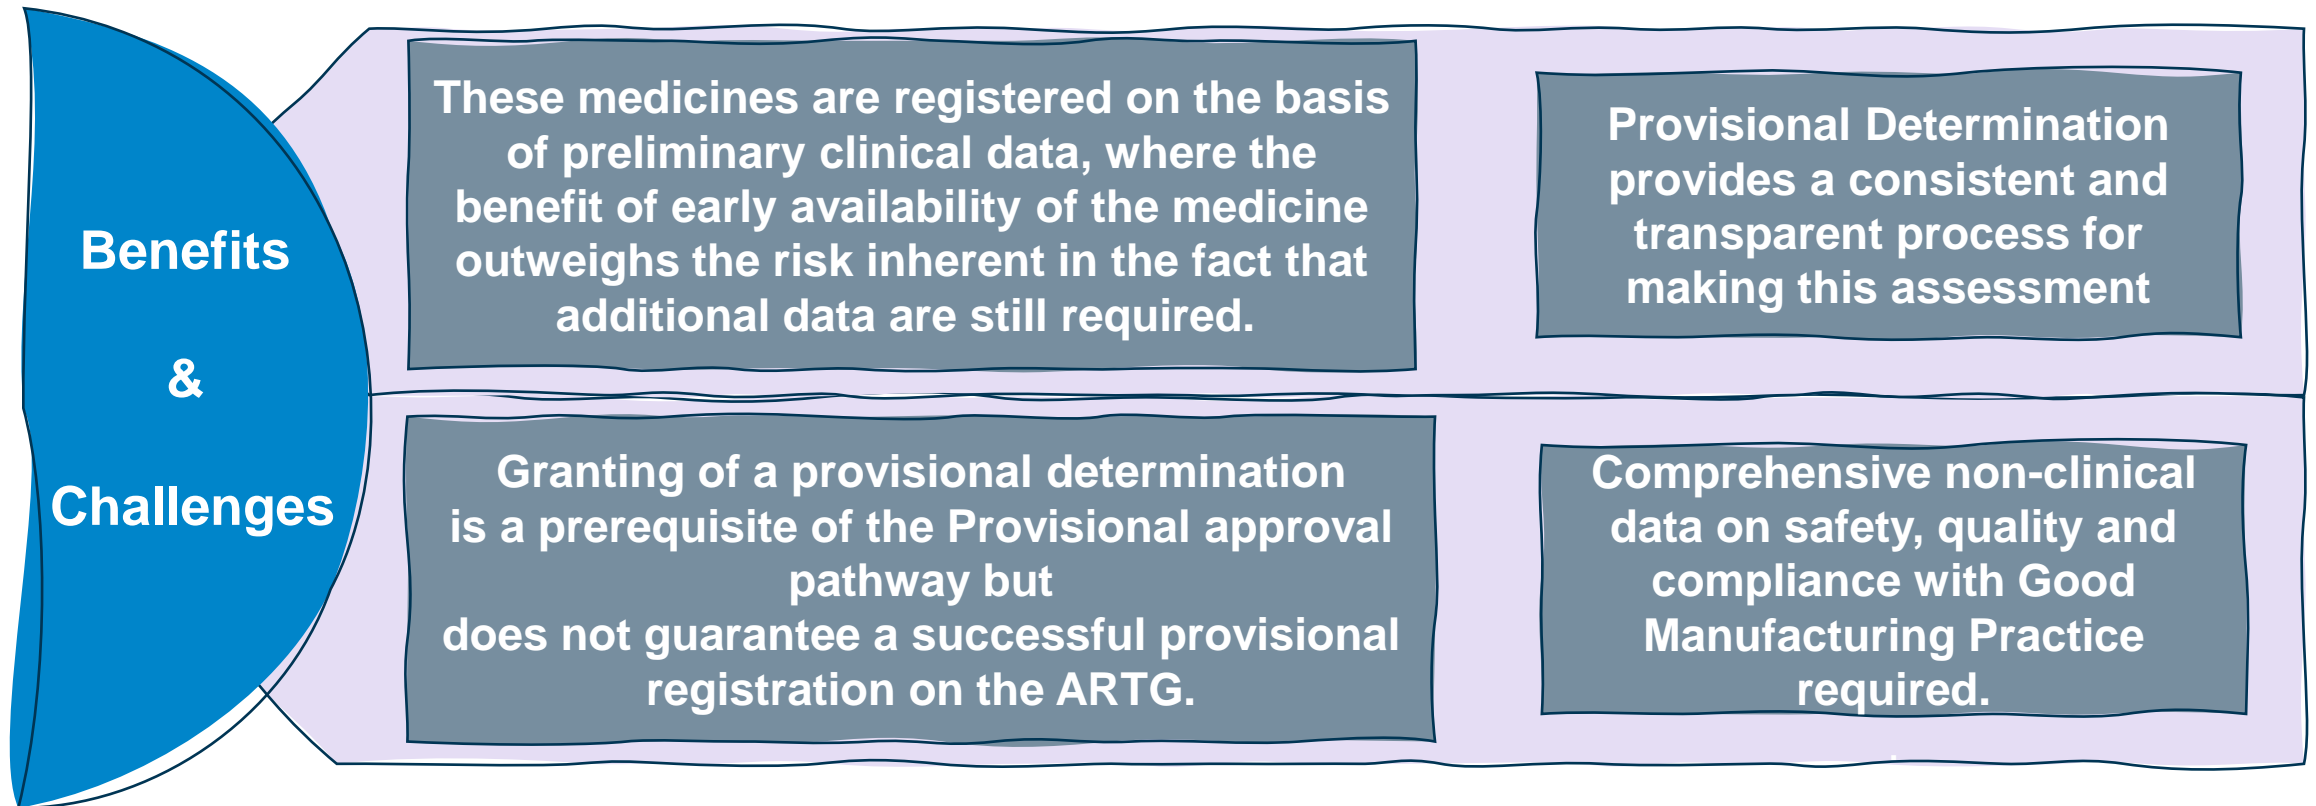 Benefits
&
Challenges
These medicines are registered on the basis
of preliminary clinical data, where the
benefit of early availability of the medicine
outweighs the risk inherent in the fact that
additional data are still required.
Provisional Determination
provides a consistent and
transparent process for
making this assessment
Granting of a provisional determination
is a prerequisite of the Provisional approval
pathway but
does not guarantee a successful provisional
registration on the ARTG.
Comprehensive non-clinical
data on safety, quality and
compliance with Good
Manufacturing Practice
required.